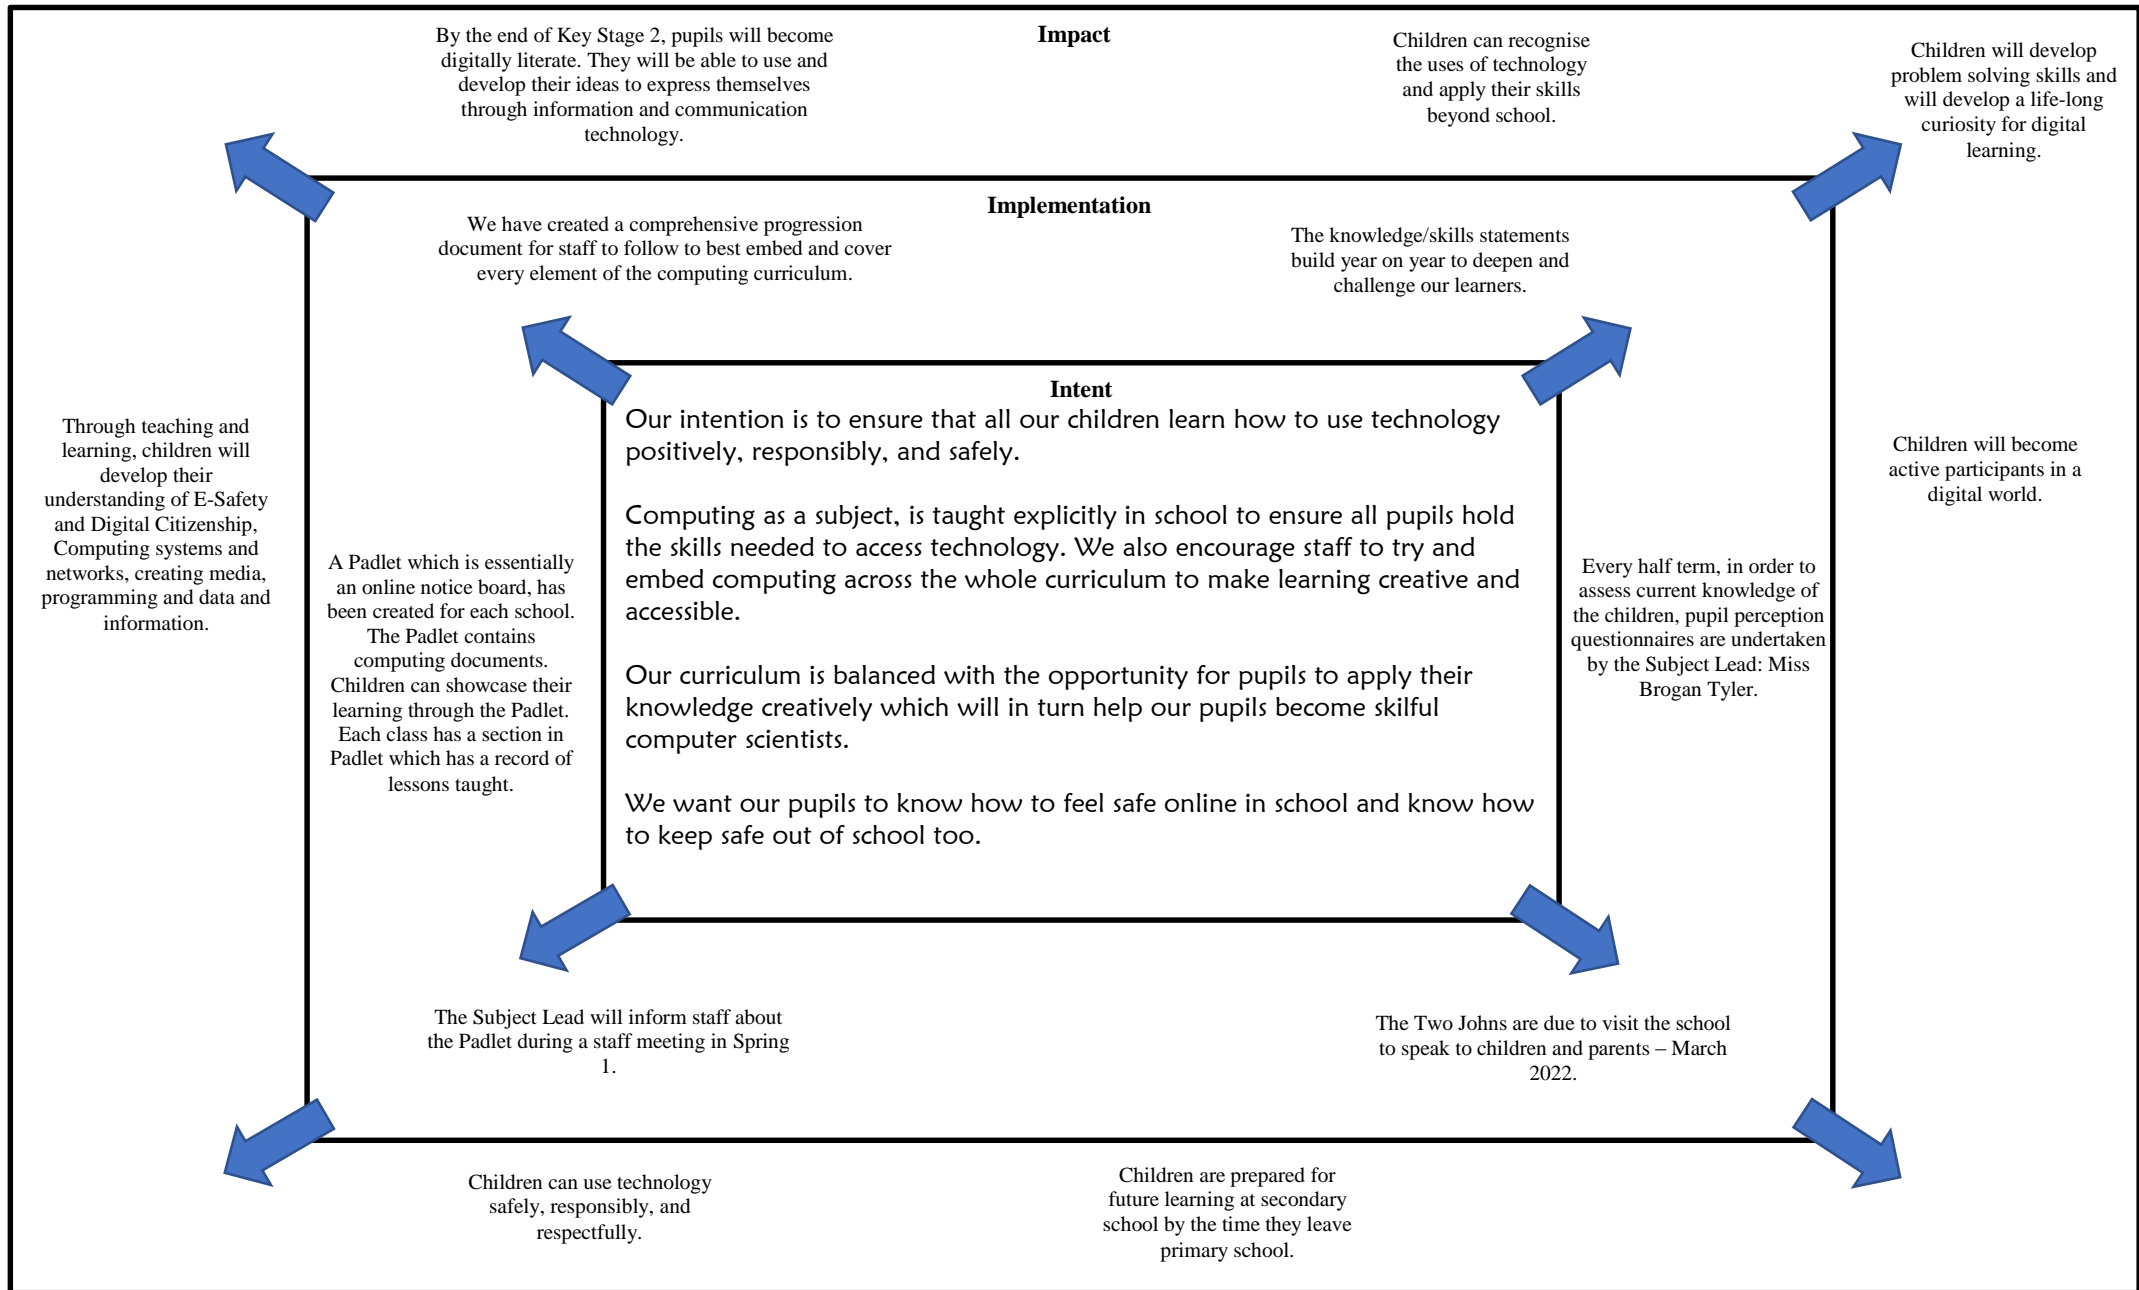 Impact
By the end of Key Stage 2, pupils will become
digitally literate. They will be able to use and
develop their ideas to express themselves
through information and communication
technology.
Children can recognise
the uses of technology
and apply their skills
beyond school.
Children will develop
problem solving skills and
will develop a life-long
curiosity for digital
learning.
Implementation
We have created a comprehensive progression
document for staff to follow to best embed and cover
every element of the computing curriculum.
The knowledge/skills statements
build year on year to deepen and
challenge our learners.
Through teaching and
learning, children will
develop their
understanding of E-Safety
and Digital Citizenship,
Computing systems and
networks, creating media,
programming and data and
information.
A Padlet which is essentially
an online notice board, has
been created for each school.
The Padlet contains
computing documents.
Children can showcase their
learning through the Padlet.
Each class has a section in
Padlet which has a record of
lessons taught.
Intent
Our intention is to ensure that all our children learn how to use technology
positively, responsibly, and safely.
Computing as a subject, is taught explicitly in school to ensure all pupils hold
the skills needed to access technology. We also encourage staff to try and
embed computing across the whole curriculum to make learning creative and
accessible.
Our curriculum is balanced with the opportunity for pupils to apply their
knowledge creatively which will in turn help our pupils become skilful
computer scientists.
We want our pupils to know how to feel safe online in school and know how
to keep safe out of school too.
Every half term, in order to
assess current knowledge of
the children, pupil perception
questionnaires are undertaken
by the Subject Lead: Miss
Brogan Tyler.
Children will become
active participants in a
digital world.
The Subject Lead will inform staff about
the Padlet during a staff meeting in Spring
1.
The Two Johns are due to visit the school
to speak to children and parents – March
2022.
Children can use technology
safely, responsibly, and
respectfully.
Children are prepared for
future learning at secondary
school by the time they leave
primary school.